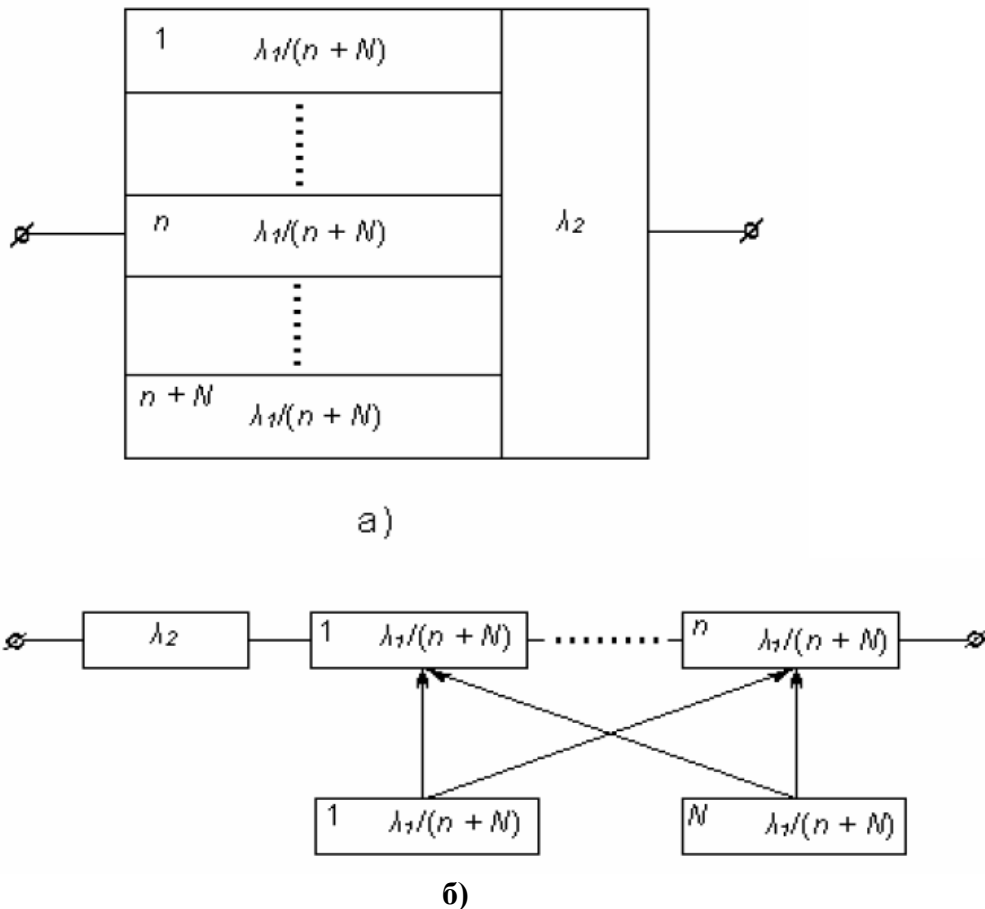 1 λ₁/(n + N)
n λ₁/(n + N)
λ₂
n + N λ₁/(n + N)
а)
λ₂
1 λ₁/(n + N)
n λ₁/(n + N)
1 λ₁/(n + N)
N λ₁/(n + N)
б)